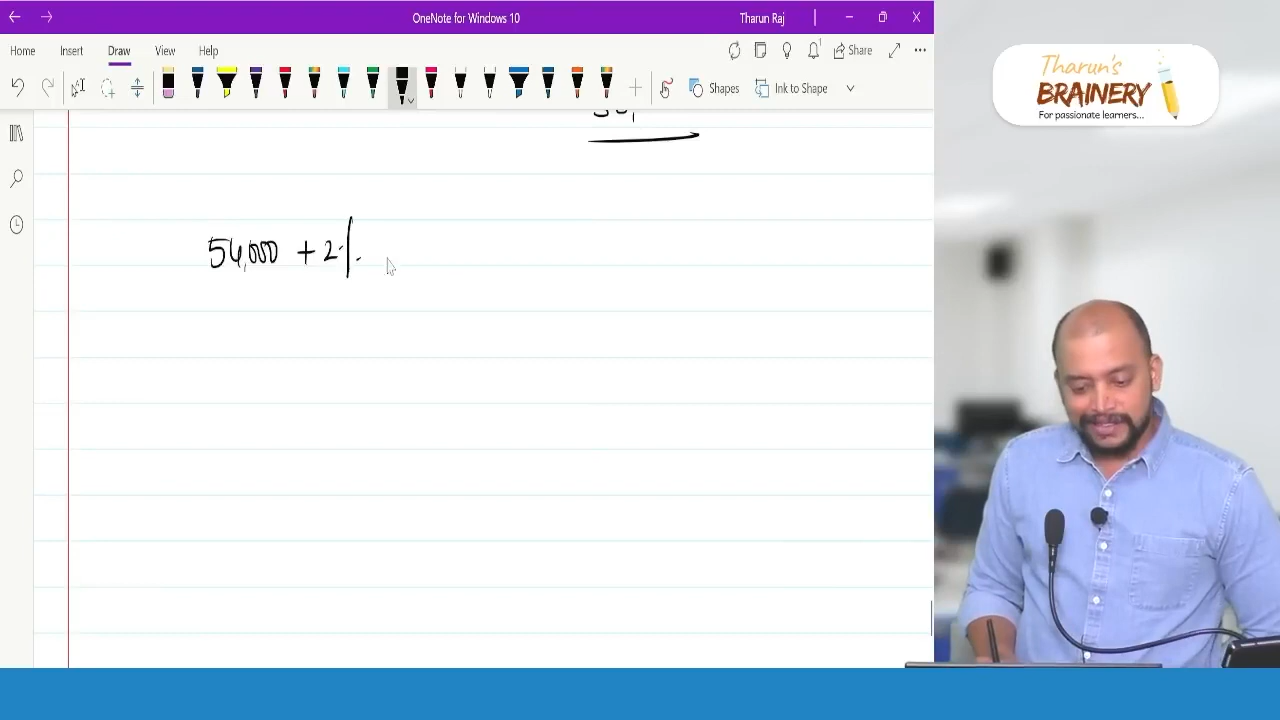 OneNote for Windows 10
Tharun Raj
Home Insert Draw View Help
Share
Shapes
Ink to Shape
Tharun's
BRAINERY
For passionate learners...
54,000 + 2%